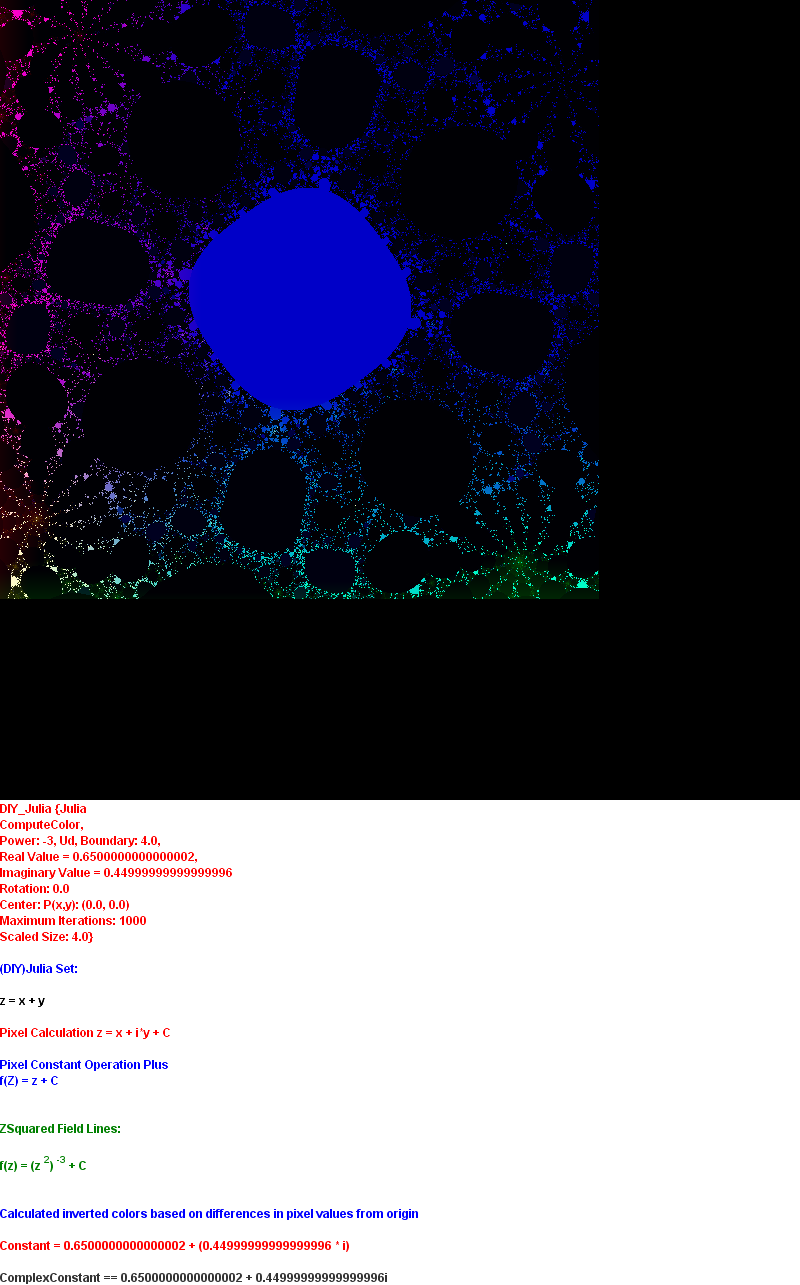 DIY_Julia {Julia
ComputeColor,
Power: -3, Ud, Boundary: 4.0,
Real Value = 0.6500000000000002,
Imaginary Value = 0.44999999999999996
Rotation: 0.0
Center: P(x,y): (0.0, 0.0)
Maximum Iterations: 1000
Scaled Size: 4.0}
(DIY)Julia Set:
z = x + y
Pixel Calculation z = x + i*y + C
Pixel Constant Operation Plus
f(Z) = z + C
ZSquared Field Lines:
f(z) = (z ²) ⁻³ + C
Calculated inverted colors based on differences in pixel values from origin
Constant = 0.6500000000000002 + (0.44999999999999996 * i)
ComplexConstant == 0.6500000000000002 + 0.44999999999999996i